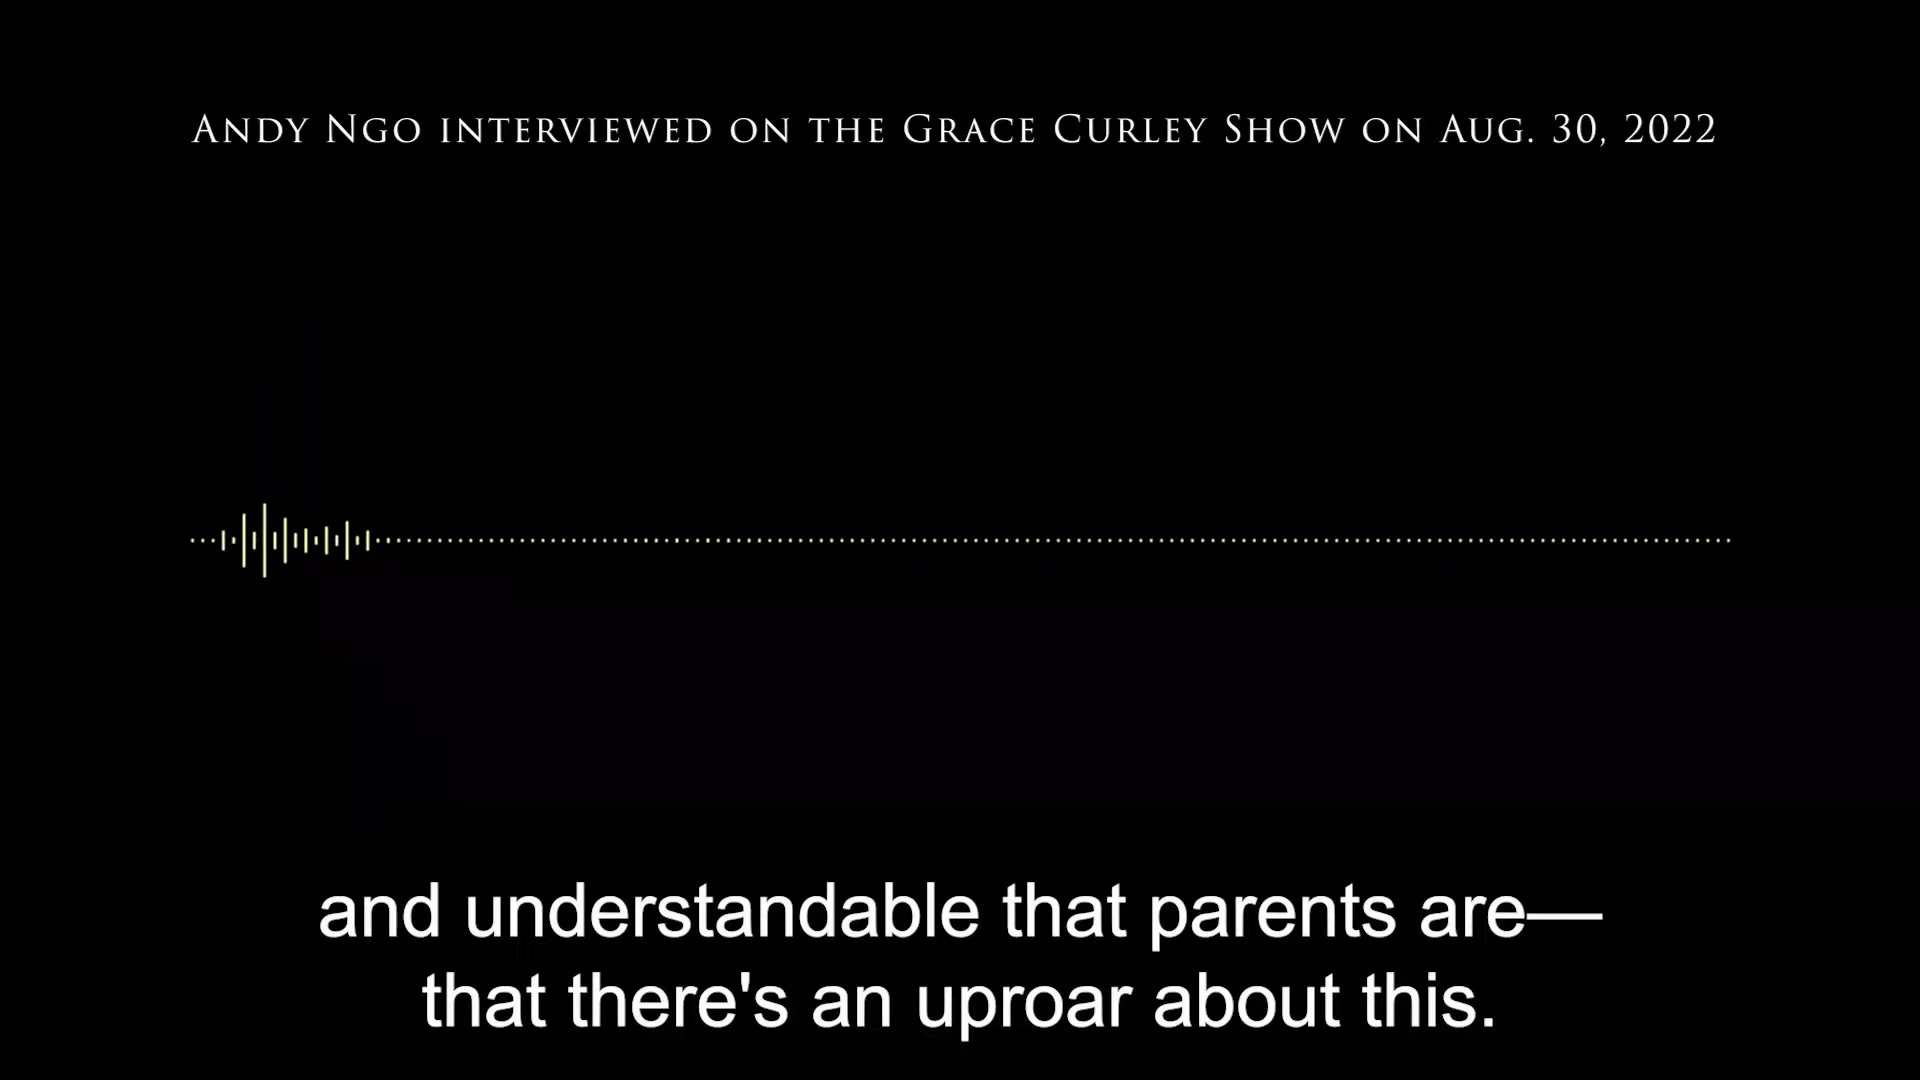 Andy Ngo interviewed on the Grace Curley Show on Aug. 30, 2022
and understandable that parents are—
that there's an uproar about this.